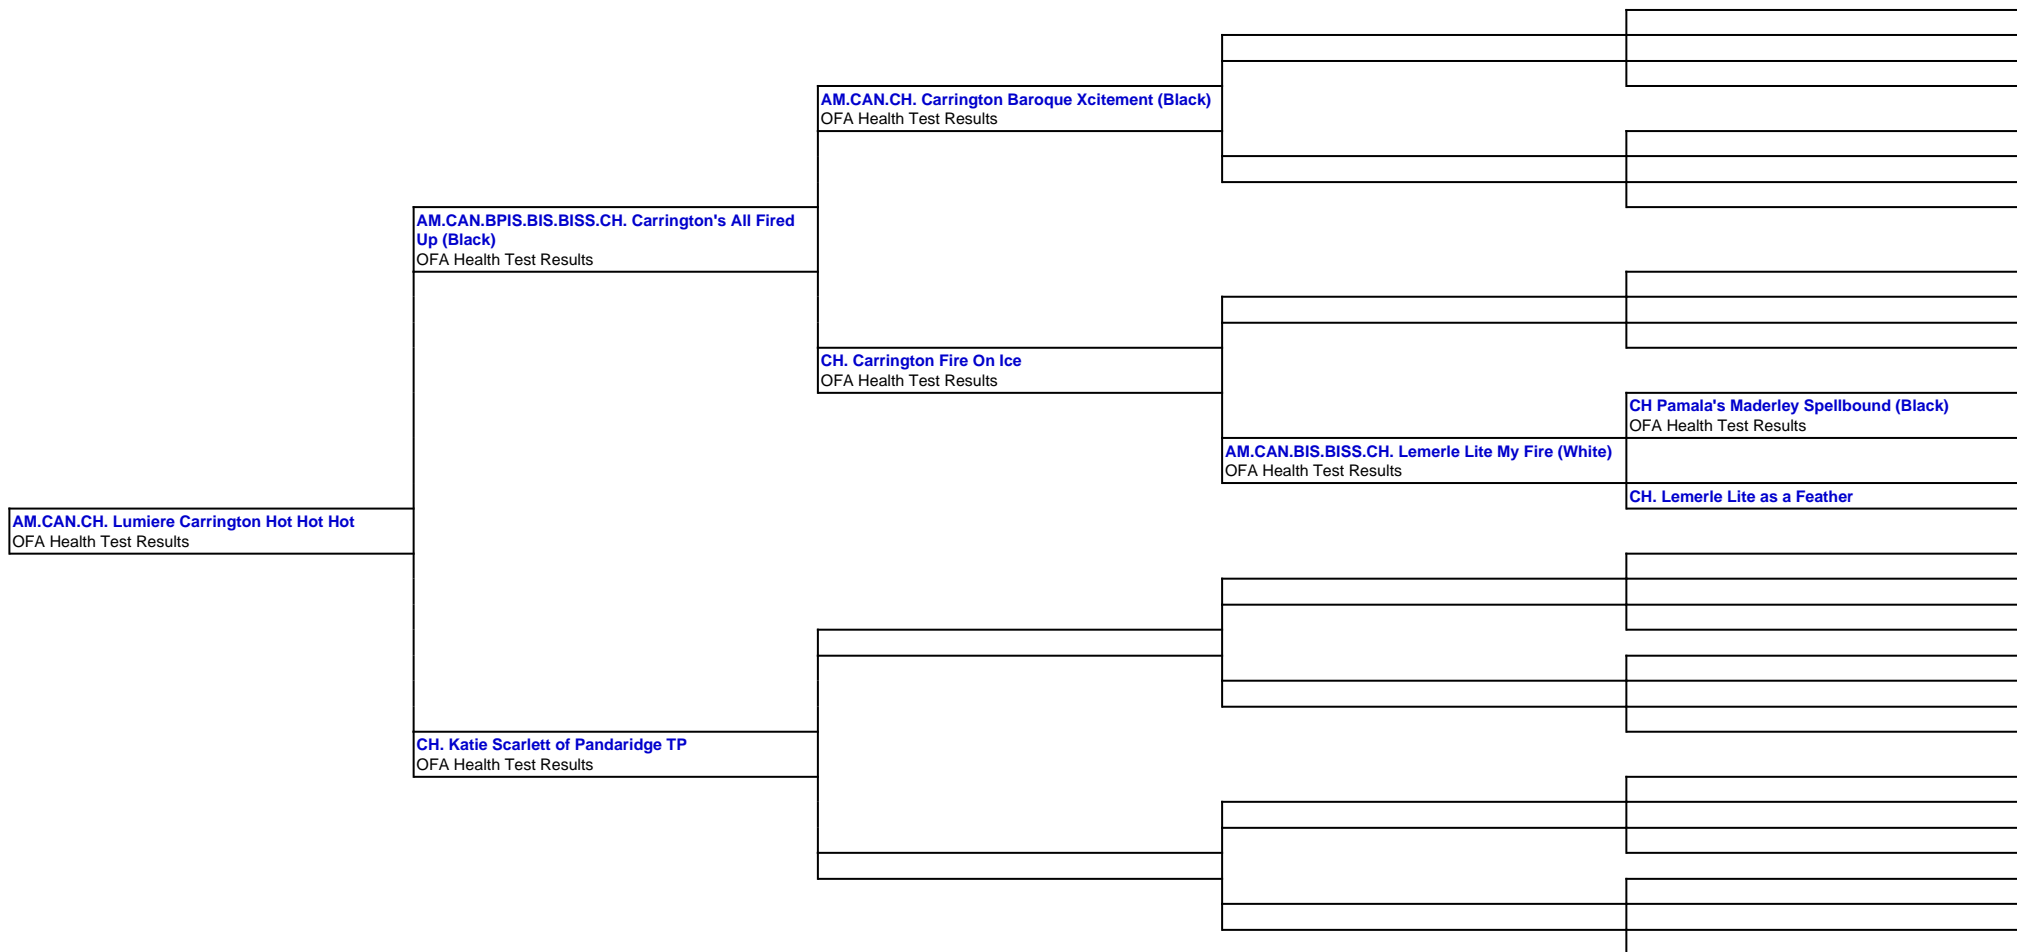 AM.CAN.CH. Carrington Baroque Xcitement (Black)
OFA Health Test Results
AM.CAN.BPIS.BIS.BISS.CH. Carrington's All Fired
Up (Black)
OFA Health Test Results
CH. Carrington Fire On Ice
OFA Health Test Results
CH Pamala's Maderley Spellbound (Black)
OFA Health Test Results
AM.CAN.BIS.BISS.CH. Lemerle Lite My Fire (White)
OFA Health Test Results
CH. Lemerle Lite as a Feather
AM.CAN.CH. Lumiere Carrington Hot Hot Hot
OFA Health Test Results
CH. Katie Scarlett of Pandaridge TP
OFA Health Test Results